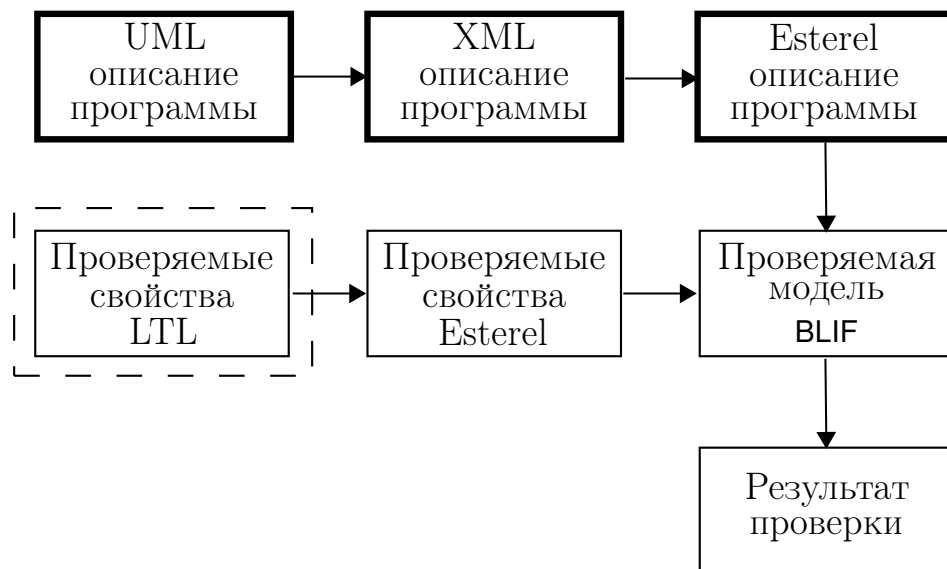 UML
описание
программы
XML
описание
программы
Esterel
описание
программы
Проверяемые
свойства
LTL
Проверяемые
свойства
Esterel
Проверяемая
модель
BLIF
Результат
проверки